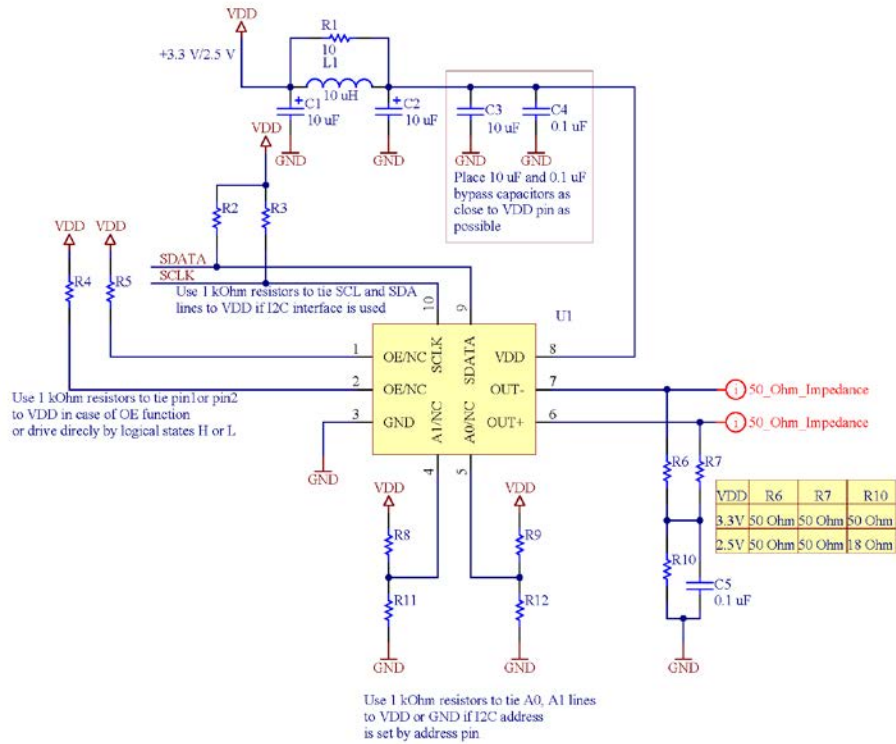 VDD
+3.3 V/2.5 V
R1
10
L1
10 uH
C1
10 uF
C2
10 uF
C3
10 uF
C4
0.1 uF
GND
GND
GND
GND
Place 10 uF and 0.1 uF
bypass capacitors as
close to VDD pin as
possible
VDD
R2
R3
VDD
VDD
R4
R5
SDATA
SCLK
Use 1 kOhm resistors to tie SCL and SDA
lines to VDD if I2C interface is used
10
9
U1
1
OE/NC
SCLK
SDATA
VDD
8
2
OE/NC
OUT-
7
50_Ohm_Impedance
3
GND
A1/NC
A0/NC
OUT+
6
50_Ohm_Impedance
4
5
Use 1 kOhm resistors to tie pin1or pin2
to VDD in case of OE function
or drive direcly by logical states H or L
GND
R6
R7
VDD R6 R7 R10
3.3V 50 Ohm 50 Ohm 50 Ohm
2.5V 50 Ohm 50 Ohm 18 Ohm
VDD
VDD
R8
R9
R10
C5
0.1 uF
R11
R12
GND
GND
GND
Use 1 kOhm resistors to tie A0, A1 lines
to VDD or GND if I2C address
is set by address pin